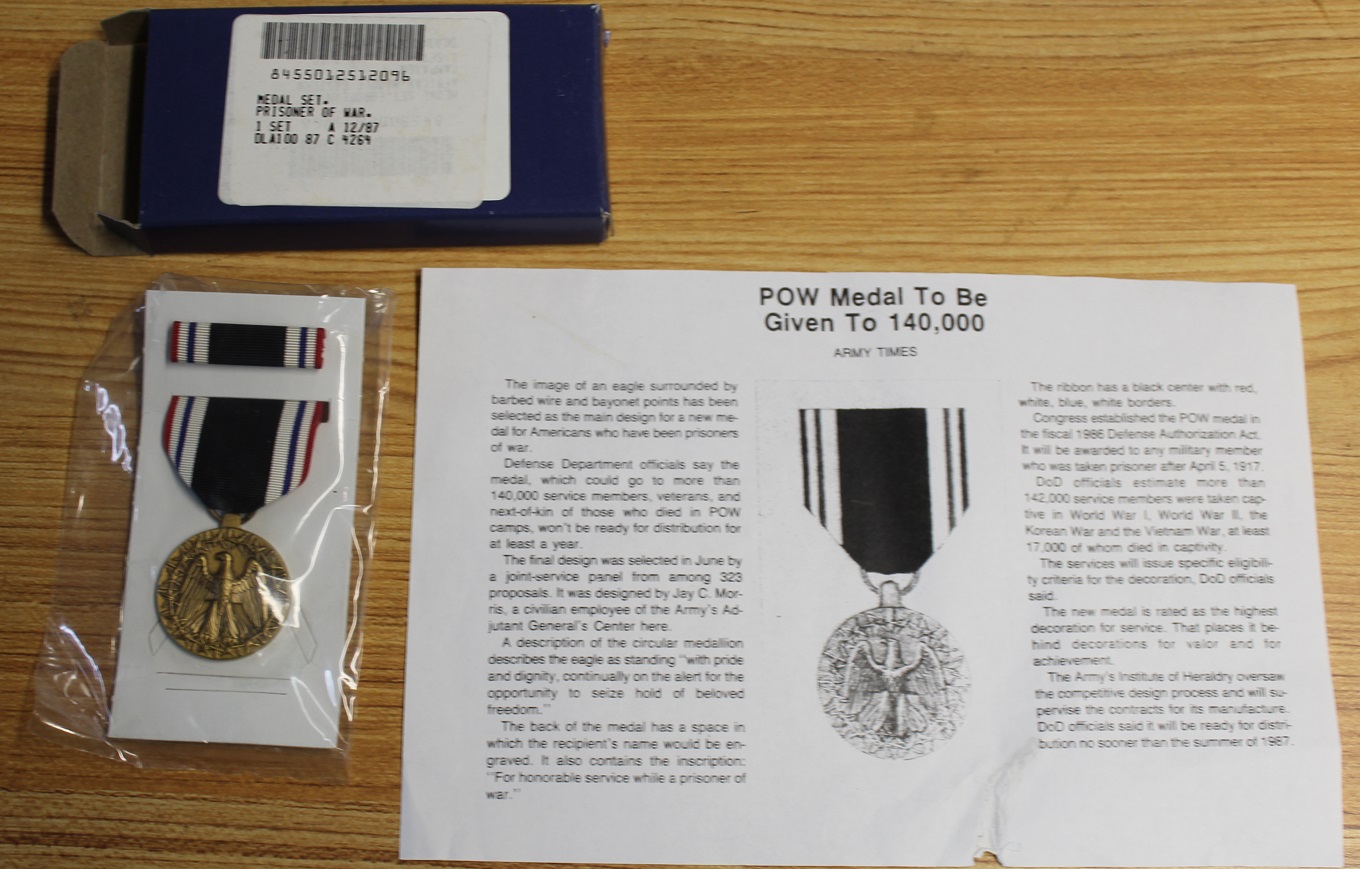 8455012512096
MEDAL SET.
PRISONER OF WAR.
1 SET A 12/87
DLA100 87 C 4264
POW Medal To Be
Given To 140,000
ARMY TIMES
The image of an eagle surrounded by
barbed wire and bayonet points has been
selected as the main design for a new me-
dal for Americans who have been prisoners
of war.
Defense Department officials say the
medal, which could go to more than
140,000 service members, veterans, and
next-of-kin of those who died in POW
camps, won't be ready for distribution for
at least a year.
The final design was selected in June by
a joint-service panel from among 323
proposals. It was designed by Jay C. Mor-
ris, a civilian employee of the Army's Ad-
jutant General's Center here.
A description of the circular medallion
describes the eagle as standing "with pride
and dignity, continually on the alert for the
opportunity to seize hold of beloved
freedom."
The back of the medal has a space in
which the recipient's name would be en-
graved. It also contains the inscription:
"For honorable service while a prisoner of
war."
The ribbon has a black center with red,
white, blue, white borders.
Congress established the POW medal in
the fiscal 1986 Defense Authorization Act.
It will be awarded to any military member
who was taken prisoner after April 5, 1917.
DoD officials estimate more than
142,000 service members were taken cap-
tive in World War I, World War II, the
Korean War and the Vietnam War, at least
17,000 of whom died in captivity.
The services will issue specific eligibili-
ty criteria for the decoration, DoD officials
said.
The new medal is rated as the highest
decoration for service. That places it be-
hind decorations for valor and for
achievement.
The Army's Institute of Heraldry oversaw
the competitive design process and will su-
pervise the contracts for its manufacture.
DoD officials said it will be ready for distri-
bution no sooner than the summer of 1987.